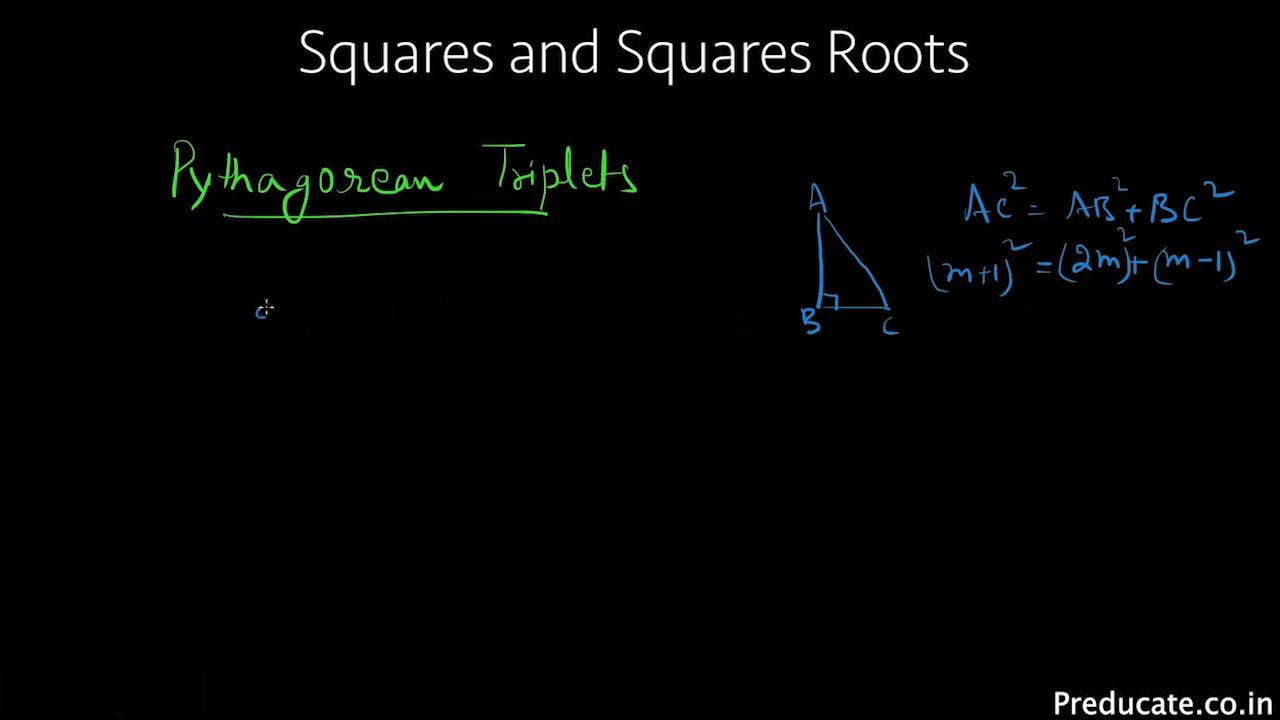 Squares and Squares Roots
Pythagorean Triplets
A
B
C
AC² = AB² + BC²
(m+1)² = (2m)² + (m-1)²
Preducate.co.in